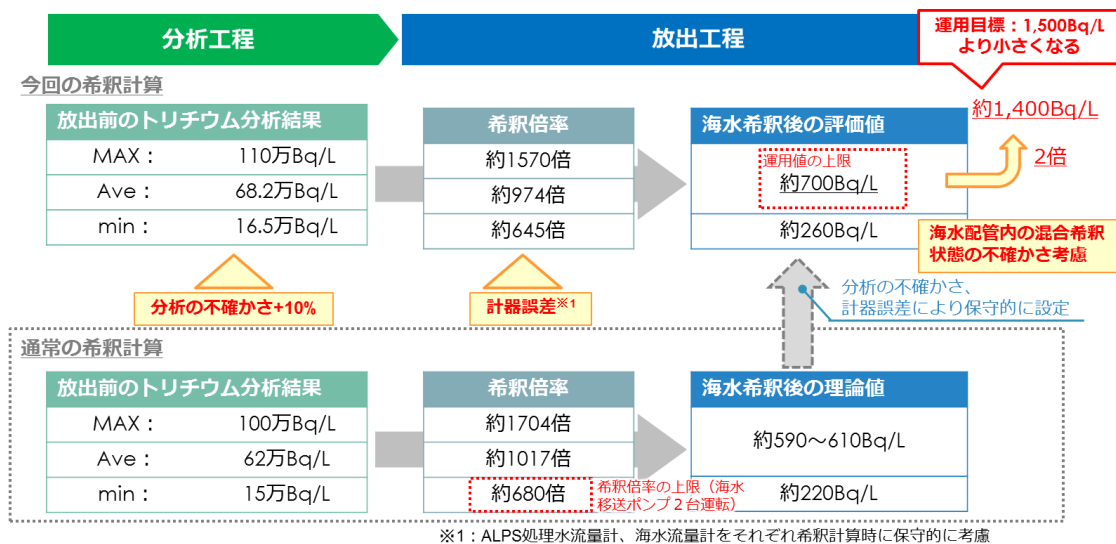 分析工程
放出工程
運用目標：1,500Bq/L
より小さくなる
今回の希釈計算
放出前のトリチウム分析結果
MAX： 110万Bq/L
Ave： 68.2万Bq/L
min： 16.5万Bq/L
希釈倍率
約1570倍
約974倍
約645倍
海水希釈後の評価値
運用値の上限
約700Bq/L
約260Bq/L
約1,400Bq/L
2倍
海水配管内の混合希釈
状態の不確かさ考慮
分析の不確かさ+10%
計器誤差※1
分析の不確かさ、
計器誤差により保守的に設定
通常の希釈計算
放出前のトリチウム分析結果
MAX： 100万Bq/L
Ave： 62万Bq/L
min： 15万Bq/L
希釈倍率
約1704倍
約1017倍
約680倍
希釈倍率の上限（海水
移送ポンプ２台運転）
海水希釈後の理論値
約590～610Bq/L
約220Bq/L
※1：ALPS処理水流量計、海水流量計をそれぞれ希釈計算時に保守的に考慮